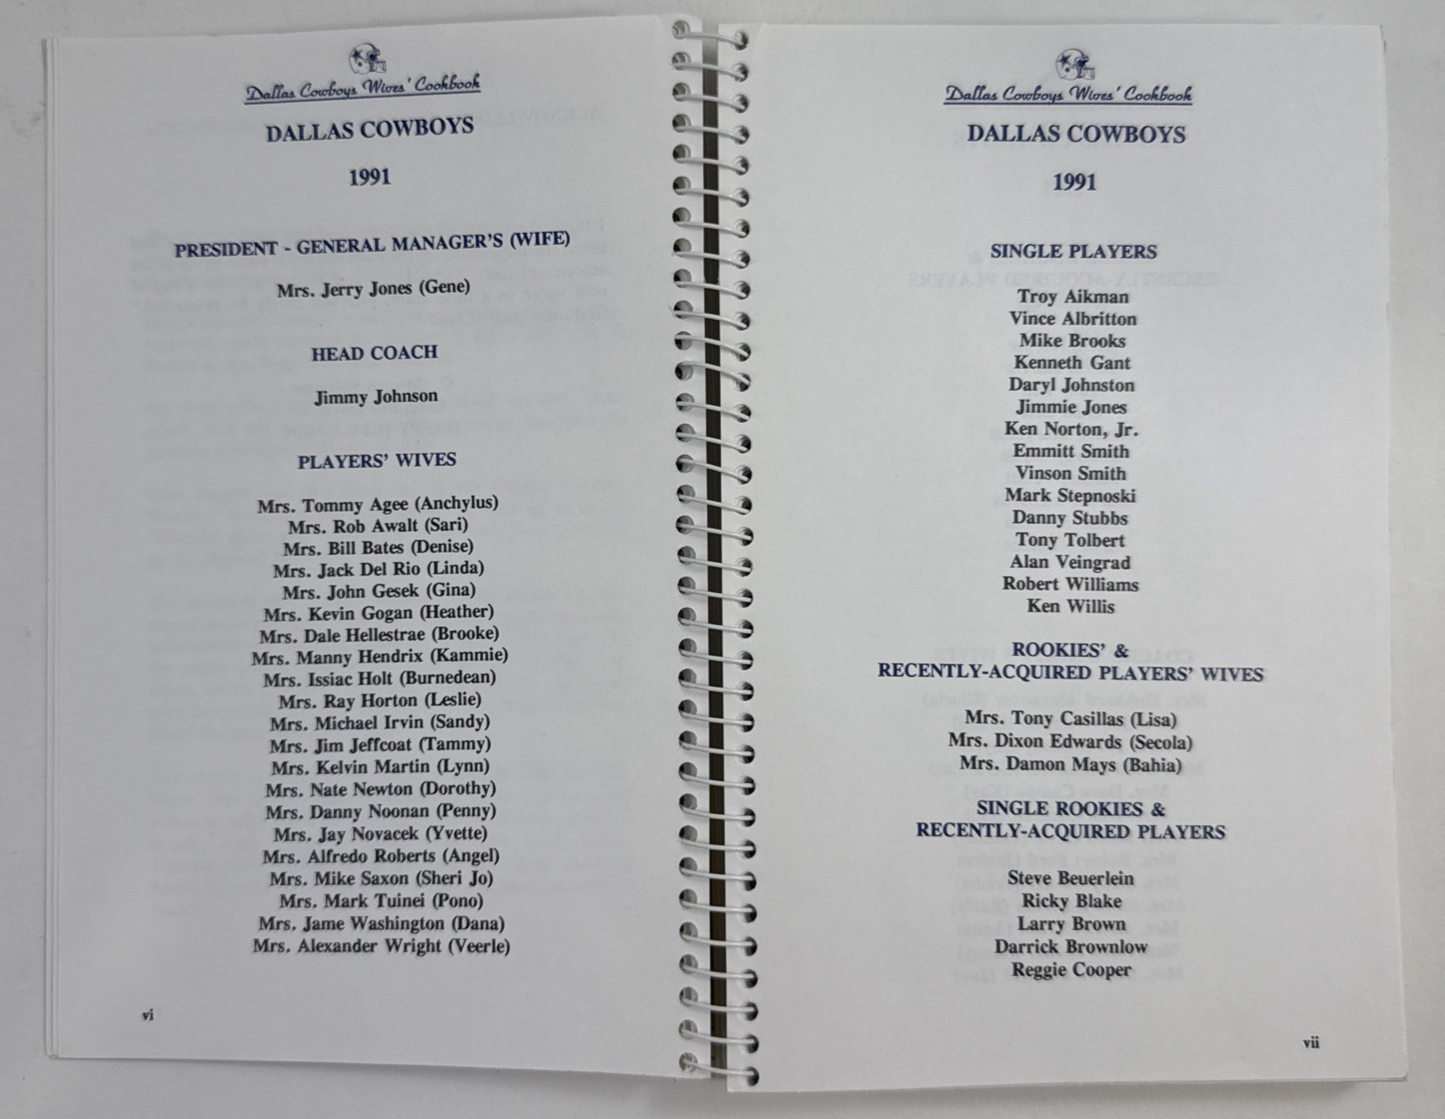 Dallas Cowboys Wives' Cookbook
DALLAS COWBOYS
1991
PRESIDENT - GENERAL MANAGER'S (WIFE)
Mrs. Jerry Jones (Gene)
HEAD COACH
Jimmy Johnson
PLAYERS' WIVES
Mrs. Tommy Agee (Anchylus)
Mrs. Rob Awalt (Sari)
Mrs. Bill Bates (Denise)
Mrs. Jack Del Rio (Linda)
Mrs. John Gesek (Gina)
Mrs. Kevin Gogan (Heather)
Mrs. Dale Hellestrae (Brooke)
Mrs. Manny Hendrix (Kammie)
Mrs. Issiac Holt (Burnedean)
Mrs. Ray Horton (Leslie)
Mrs. Michael Irvin (Sandy)
Mrs. Jim Jeffcoat (Tammy)
Mrs. Kelvin Martin (Lynn)
Mrs. Nate Newton (Dorothy)
Mrs. Danny Noonan (Penny)
Mrs. Jay Novacek (Yvette)
Mrs. Alfredo Roberts (Angel)
Mrs. Mike Saxon (Sheri Jo)
Mrs. Mark Tuinei (Pono)
Mrs. Jame Washington (Dana)
Mrs. Alexander Wright (Veerle)
vi
Dallas Cowboys Wives' Cookbook
DALLAS COWBOYS
1991
SINGLE PLAYERS
Troy Aikman
Vince Albritton
Mike Brooks
Kenneth Gant
Daryl Johnston
Jimmie Jones
Ken Norton, Jr.
Emmitt Smith
Vinson Smith
Mark Stepnoski
Danny Stubbs
Tony Tolbert
Alan Veingrad
Robert Williams
Ken Willis
ROOKIES' &
RECENTLY-ACQUIRED PLAYERS' WIVES
Mrs. Tony Casillas (Lisa)
Mrs. Dixon Edwards (Secola)
Mrs. Damon Mays (Bahia)
SINGLE ROOKIES &
RECENTLY-ACQUIRED PLAYERS
Steve Beuerlein
Ricky Blake
Larry Brown
Darrick Brownlow
Reggie Cooper
vii